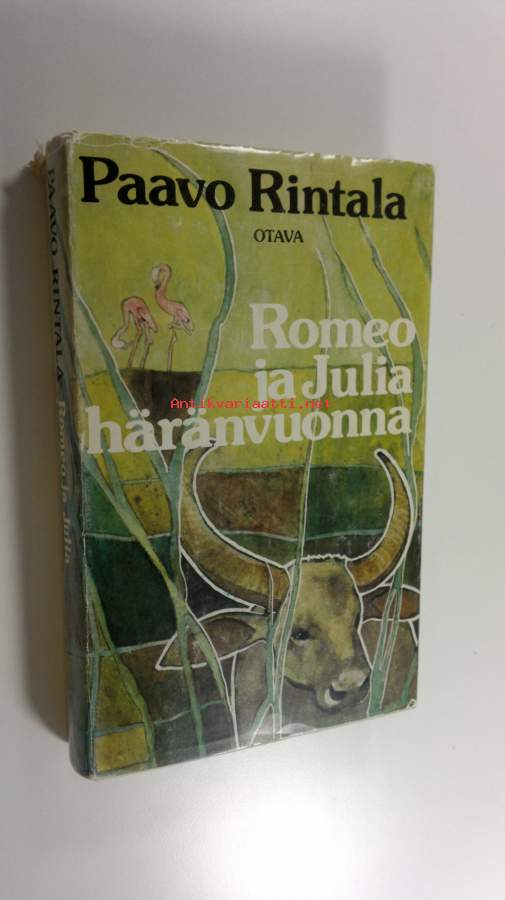 Paavo Rintala
OTAVA
Romeo
ja Julia
häränvuonna
Antikvariaatti.net
PAAVO RINTALA
Romeo ja Julia